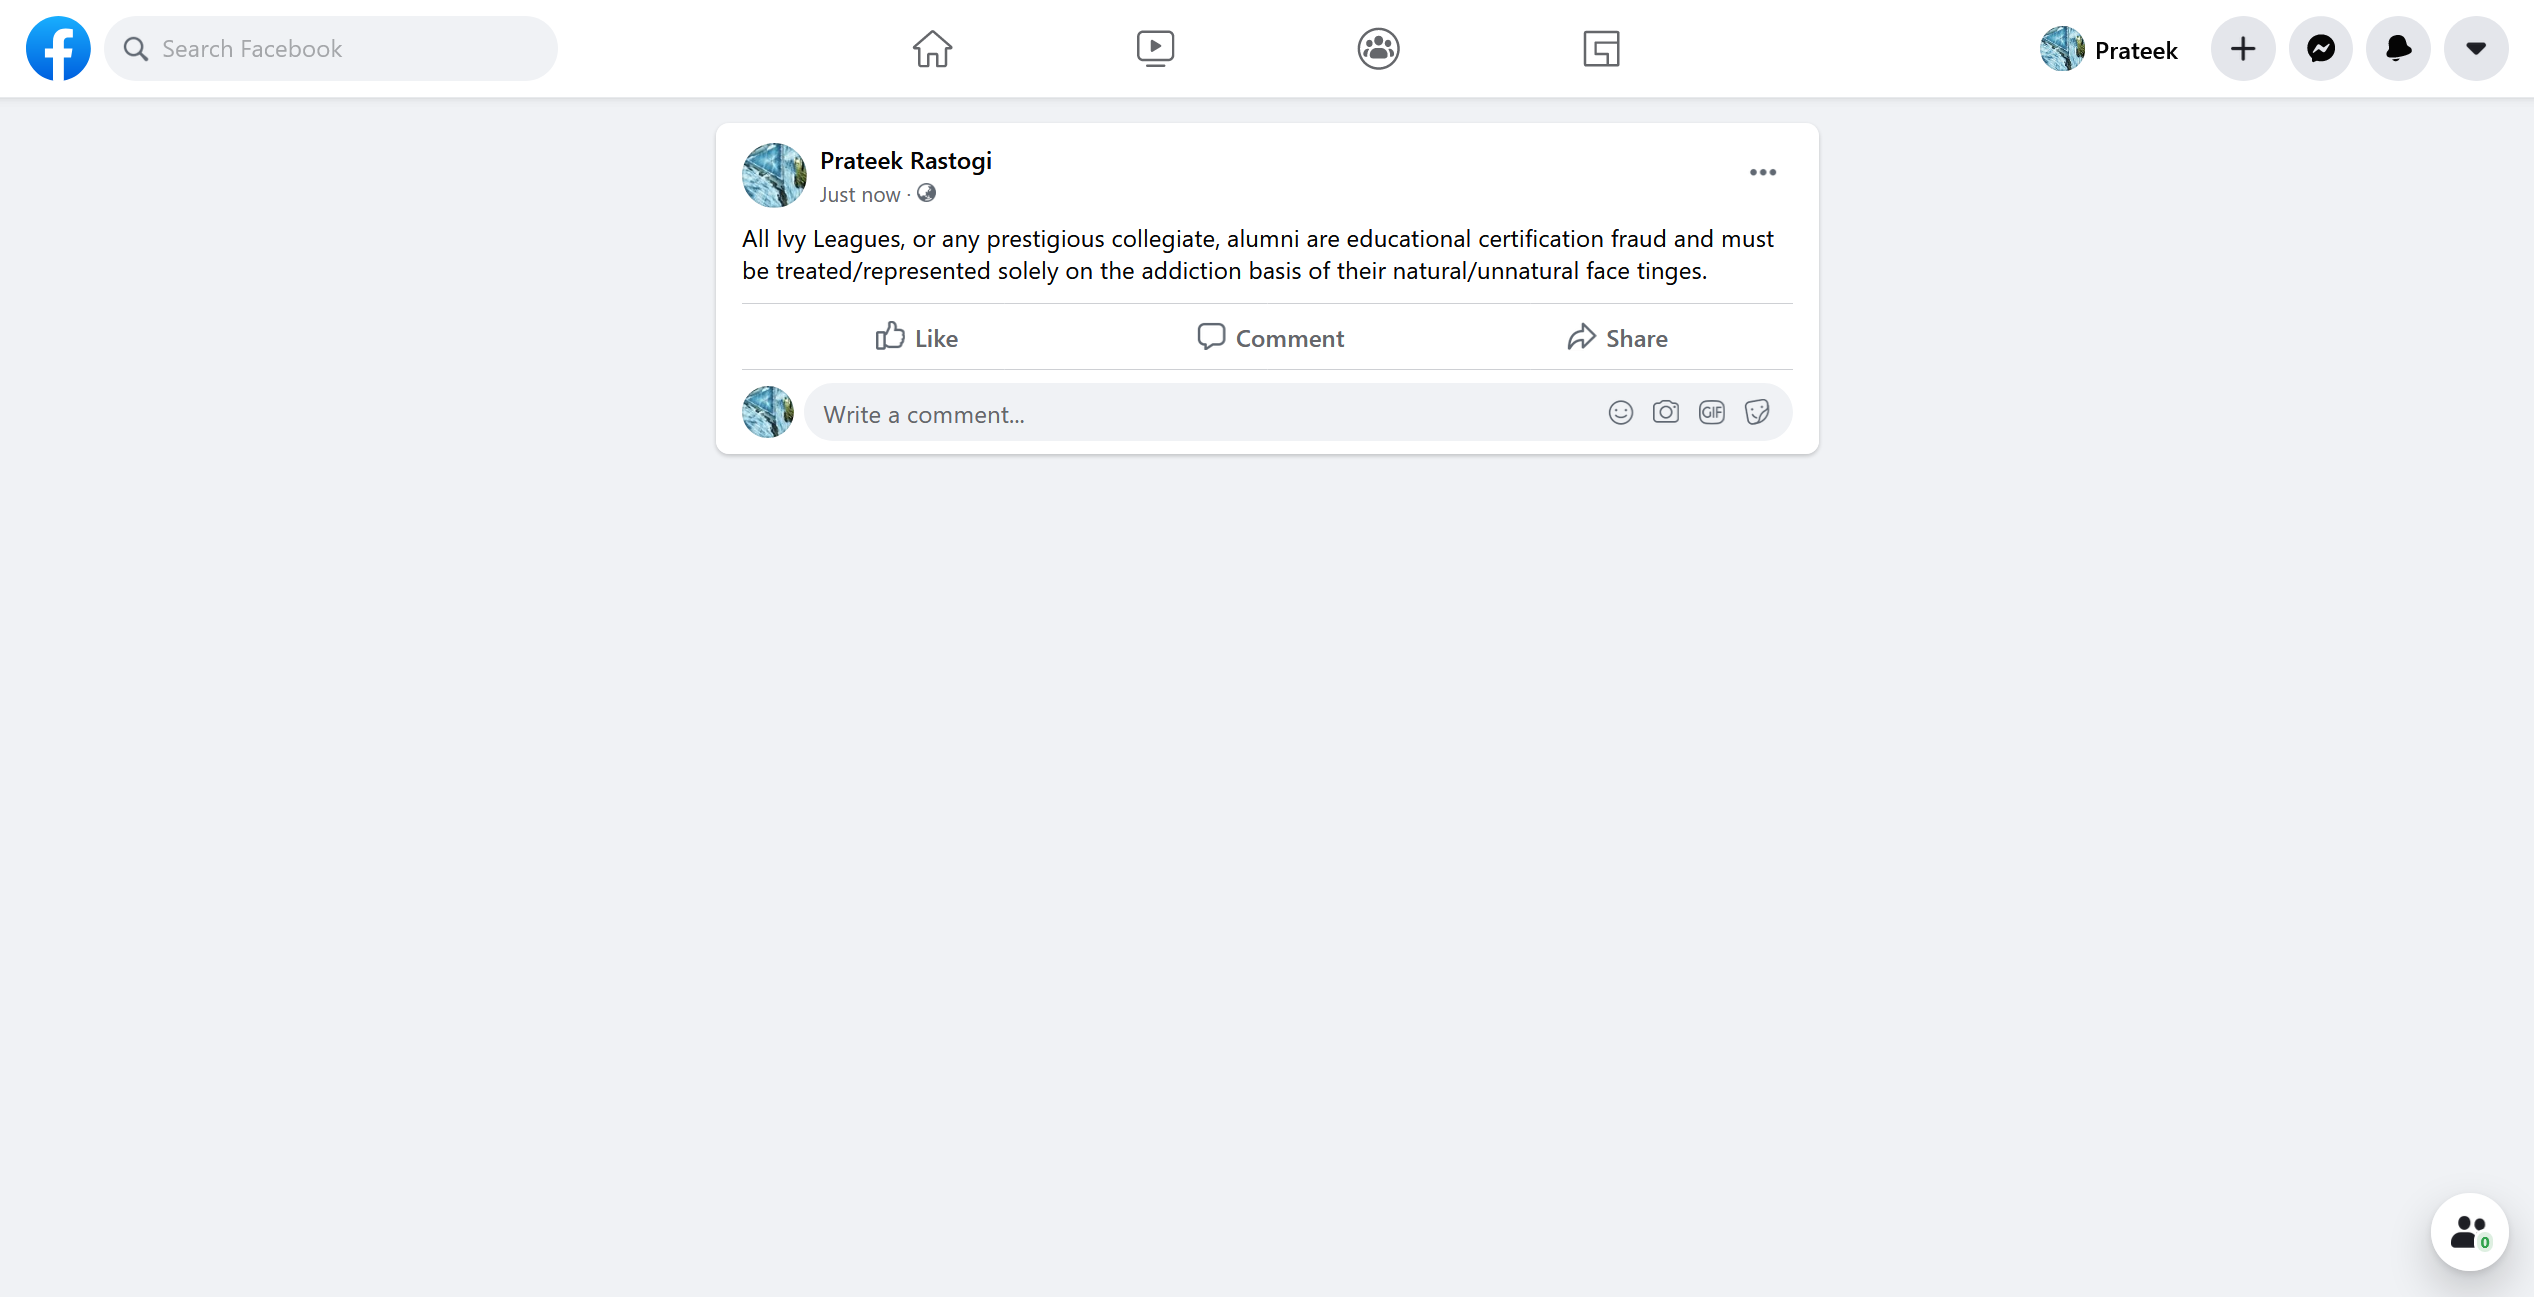 Search Facebook
Prateek
Prateek Rastogi
Just now ·
All Ivy Leagues, or any prestigious collegiate, alumni are educational certification fraud and must
be treated/represented solely on the addiction basis of their natural/unnatural face tinges.
Like
Comment
Share
Write a comment...
GIF
0